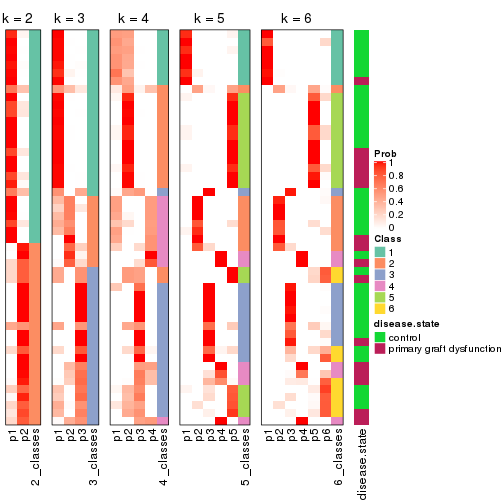 k = 2 k = 3 k = 4 k = 5 k = 6
Prob
1
0.8
0.6
0.4
0.2
0
Class
1
2
3
4
5
6
disease.state
control
primary graft dysfunction
p1 p2 2_classes p1 p2 p3 3_classes p1 p2 p3 p4 4_classes p1 p2 p3 p4 p5 5_classes p1 p2 p3 p4 p5 p6 6_classes disease.state